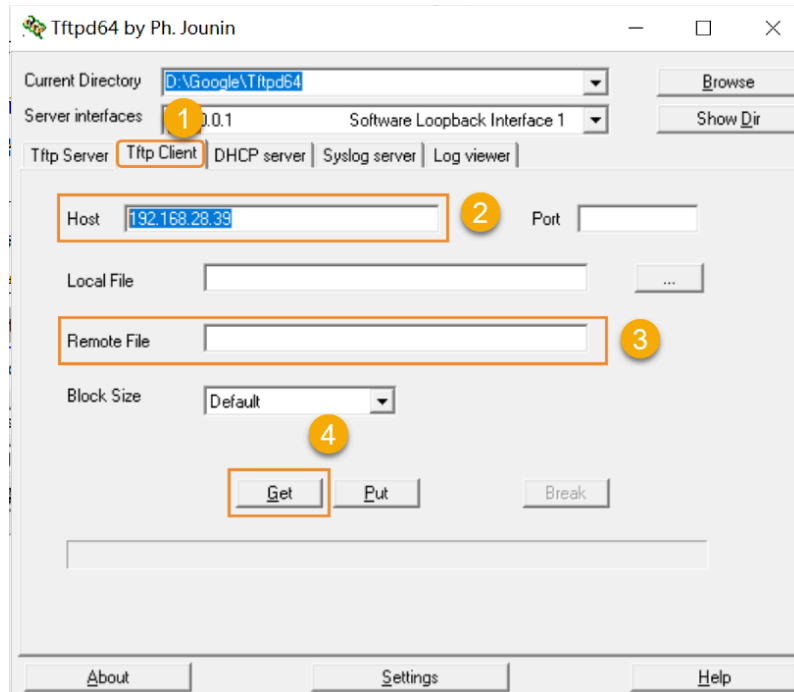 Tftpd64 by Ph. Jounin
Current Directory D:\Google\Tftpd64 Browse
Server interfaces 1 0.0.1 Software Loopback Interface 1 Show Dir
Tftp Server Tftp Client DHCP server Syslog server Log viewer
Host 192.168.28.39 2 Port
Local File ...
Remote File 3
Block Size Default
4
Get Put Break
About Settings Help